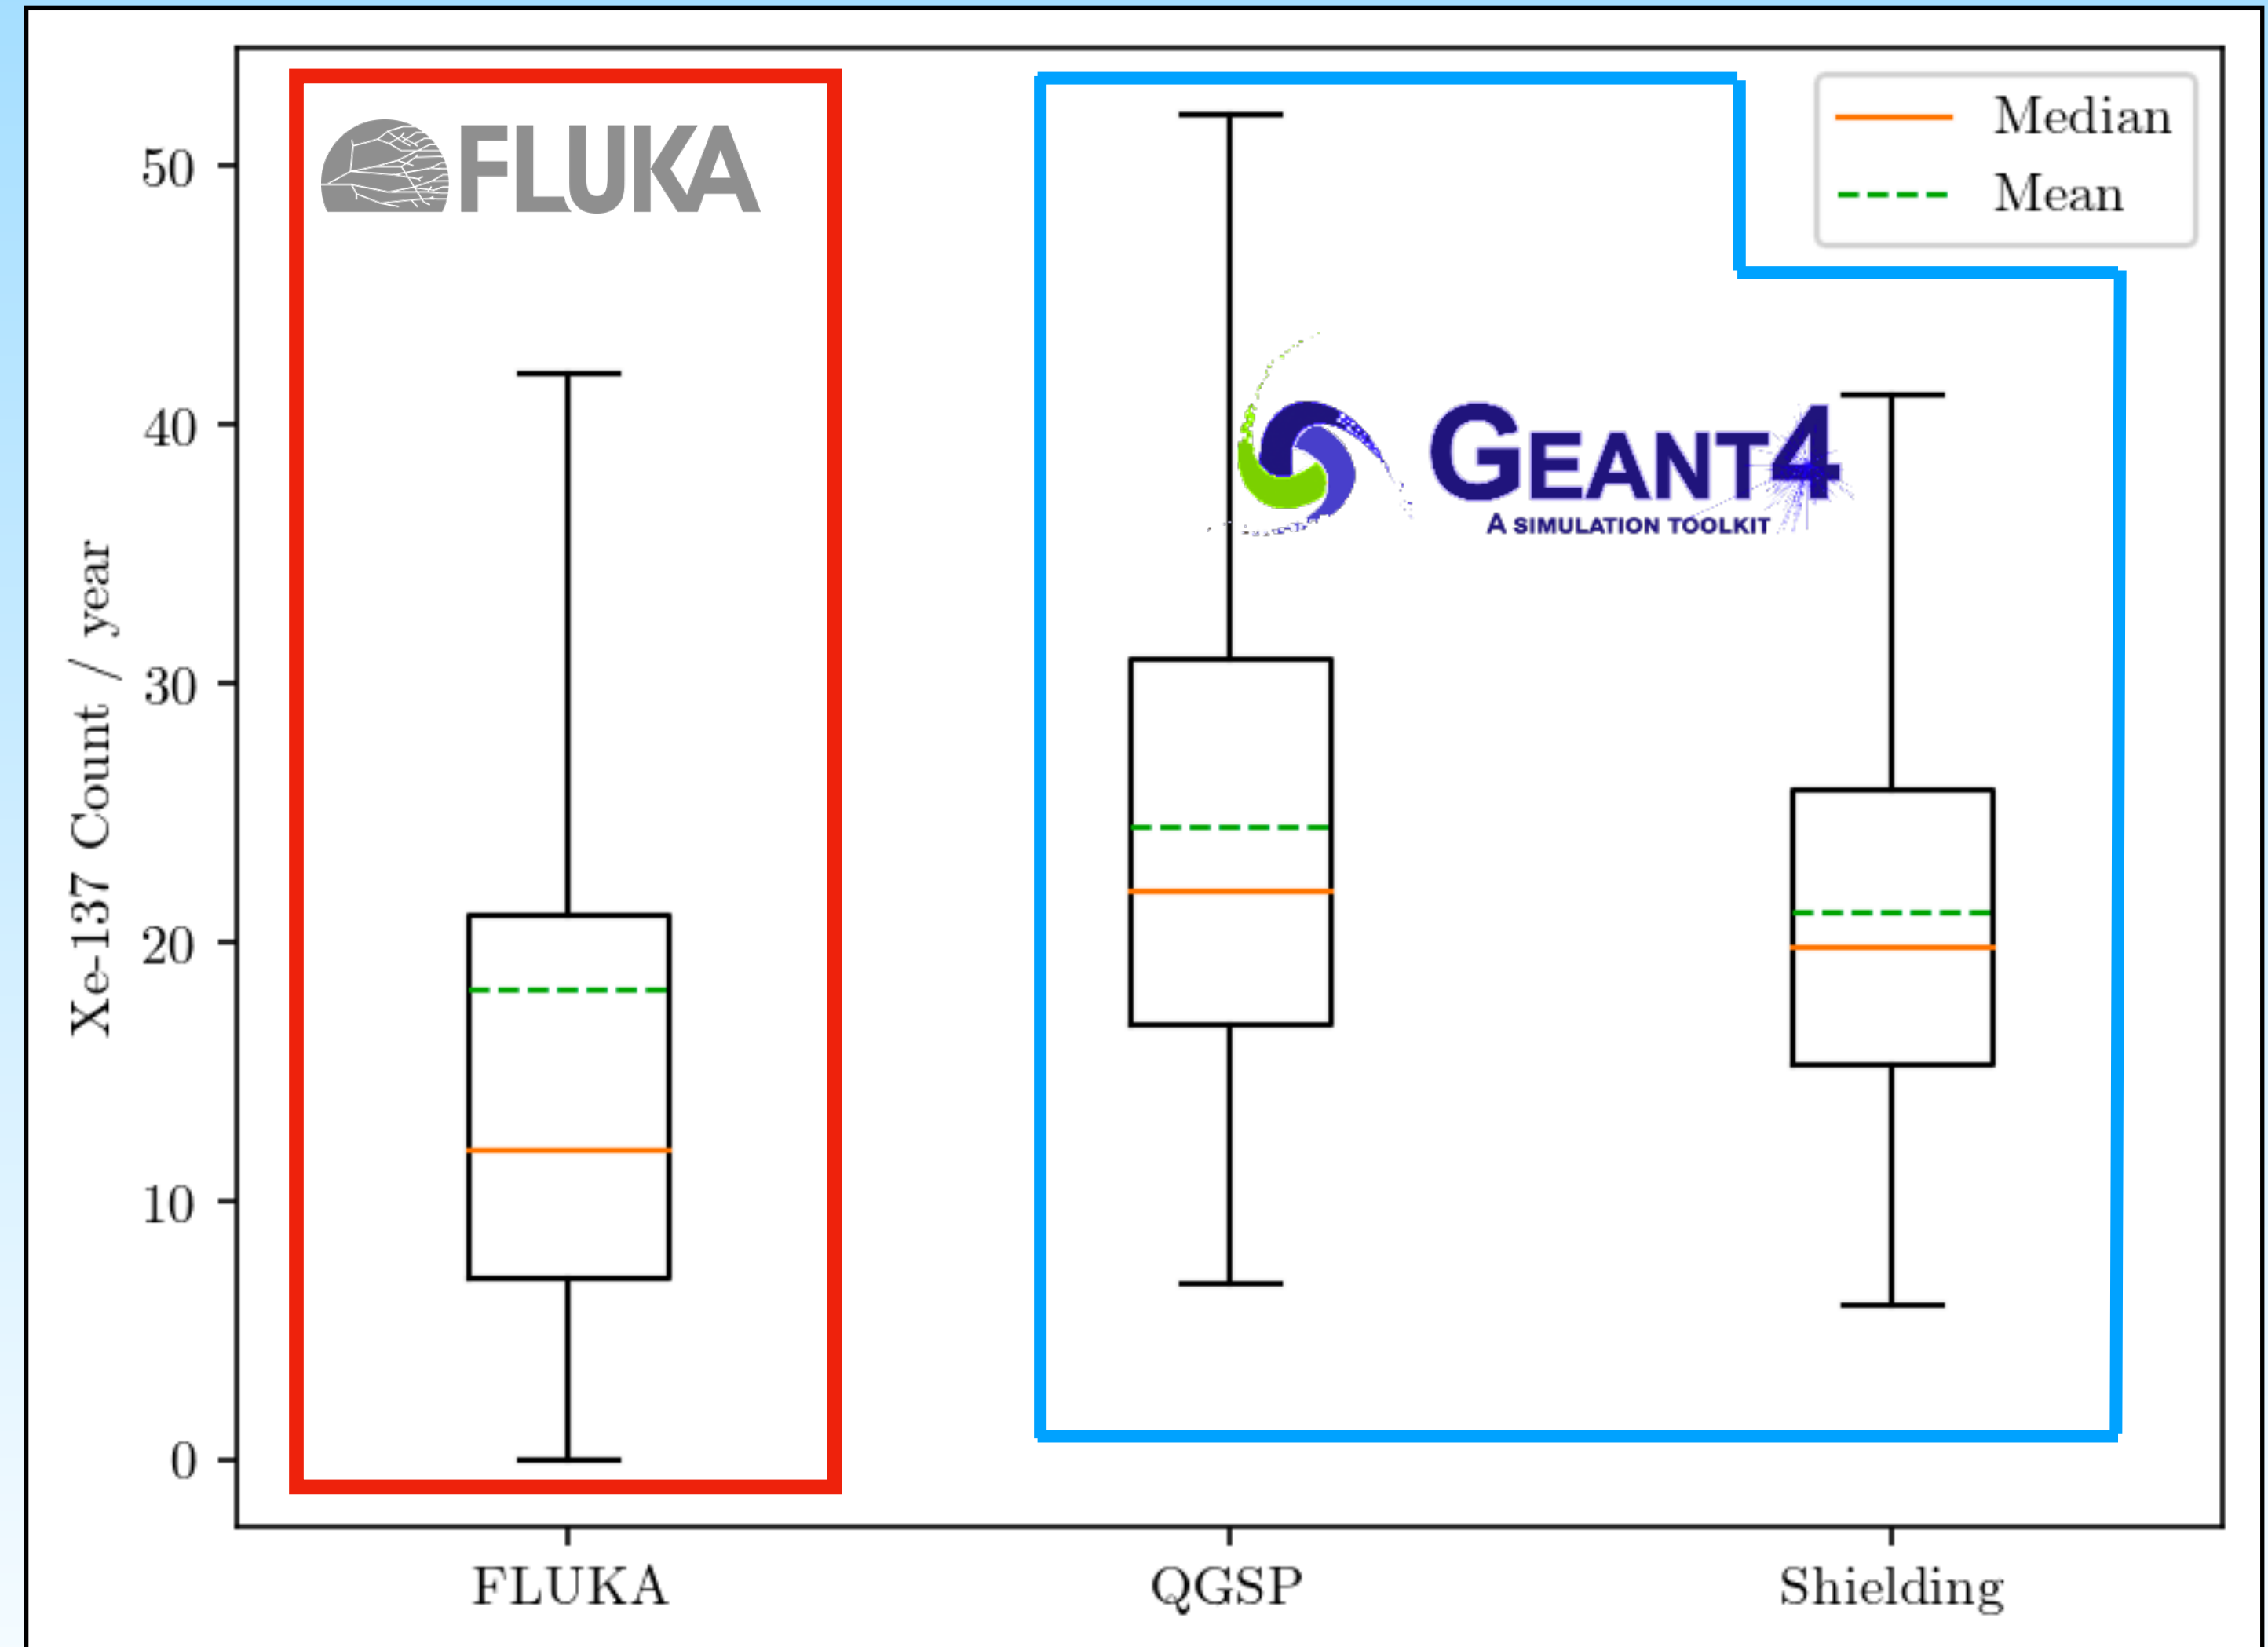 FLUKA
Median
Mean
GEANT4
A SIMULATION TOOLKIT
Xe-137 Count / year
50
40
30
20
10
0
FLUKA
QGSP
Shielding